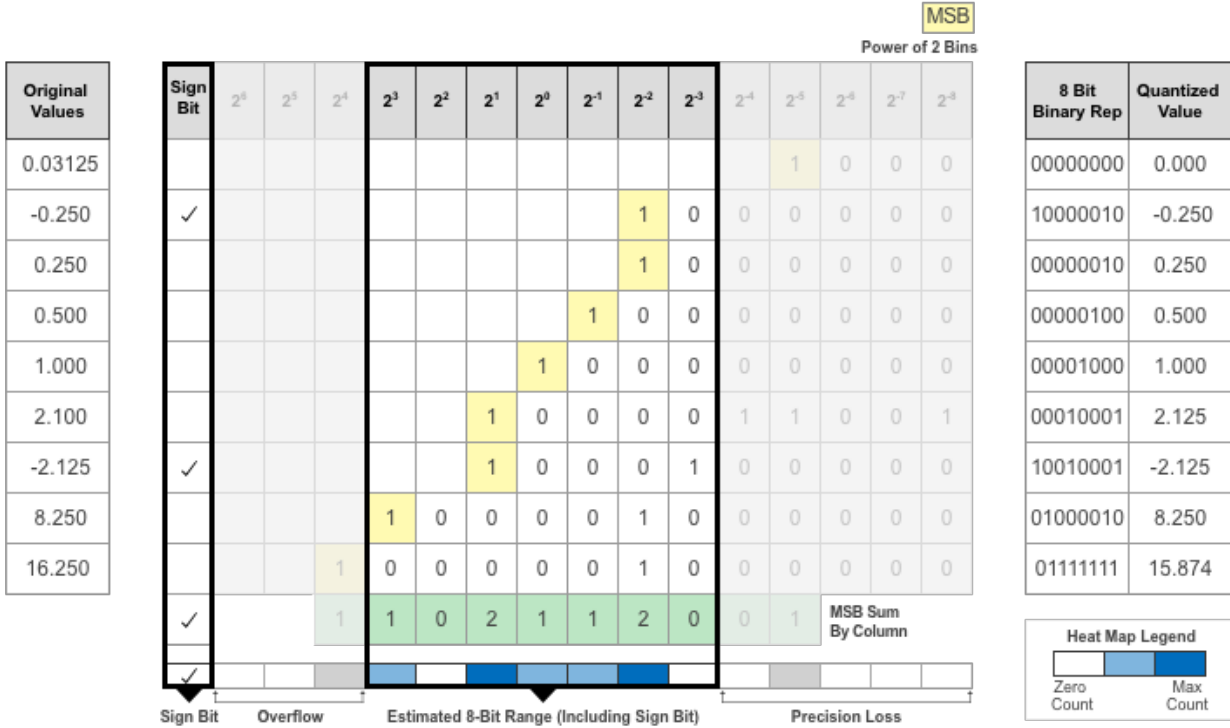 MSB
Power of 2 Bins
Original Values Sign Bit 2⁶ 2⁵ 2⁴ 2³ 2² 2¹ 2⁰ 2⁻¹ 2⁻² 2⁻³ 2⁻⁴ 2⁻⁵ 2⁻⁶ 2⁻⁷ 2⁻⁸ 8 Bit Binary Rep Quantized Value
0.03125 1 0 0 0 00000000 0.000
-0.250 ✓ 1 0 0 0 0 0 0 10000010 -0.250
0.250 1 0 0 0 0 0 0 00000010 0.250
0.500 1 0 0 0 0 0 0 0 00000100 0.500
1.000 1 0 0 0 0 0 0 0 0 00001000 1.000
2.100 1 0 0 0 0 1 1 0 0 1 00010001 2.125
-2.125 ✓ 1 0 0 0 1 0 0 0 0 0 10010001 -2.125
8.250 1 0 0 0 0 1 0 0 0 0 0 0 01000010 8.250
16.250 1 0 0 0 0 0 1 0 0 0 0 0 0 01111111 15.874
✓ 1 1 0 2 1 1 2 0 0 1 MSB Sum
By Column
✓
Sign Bit Overflow Estimated 8-Bit Range (Including Sign Bit) Precision Loss
Heat Map Legend
Zero Count Max Count